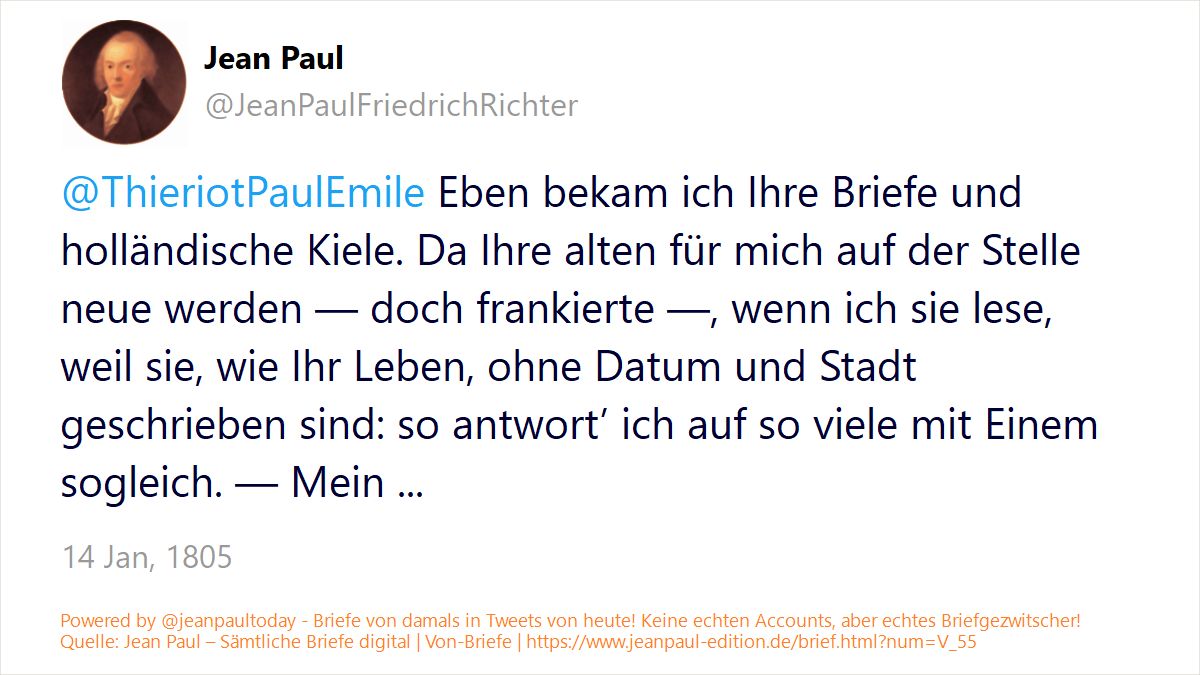 Jean Paul
@JeanPaulFriedrichRichter
@ThieriotPaulEmile Eben bekam ich Ihre Briefe und
holländische Kiele. Da Ihre alten für mich auf der Stelle
neue werden — doch frankierte —, wenn ich sie lese,
weil sie, wie Ihr Leben, ohne Datum und Stadt
geschrieben sind: so antwort’ ich auf so viele mit Einem
sogleich. — Mein ...
14 Jan, 1805
Powered by @jeanpaultoday - Briefe von damals in Tweets von heute! Keine echten Accounts, aber echtes Briefgezwitscher!
Quelle: Jean Paul – Sämtliche Briefe digital | Von-Briefe | https://www.jeanpaul-edition.de/brief.html?num=V_55